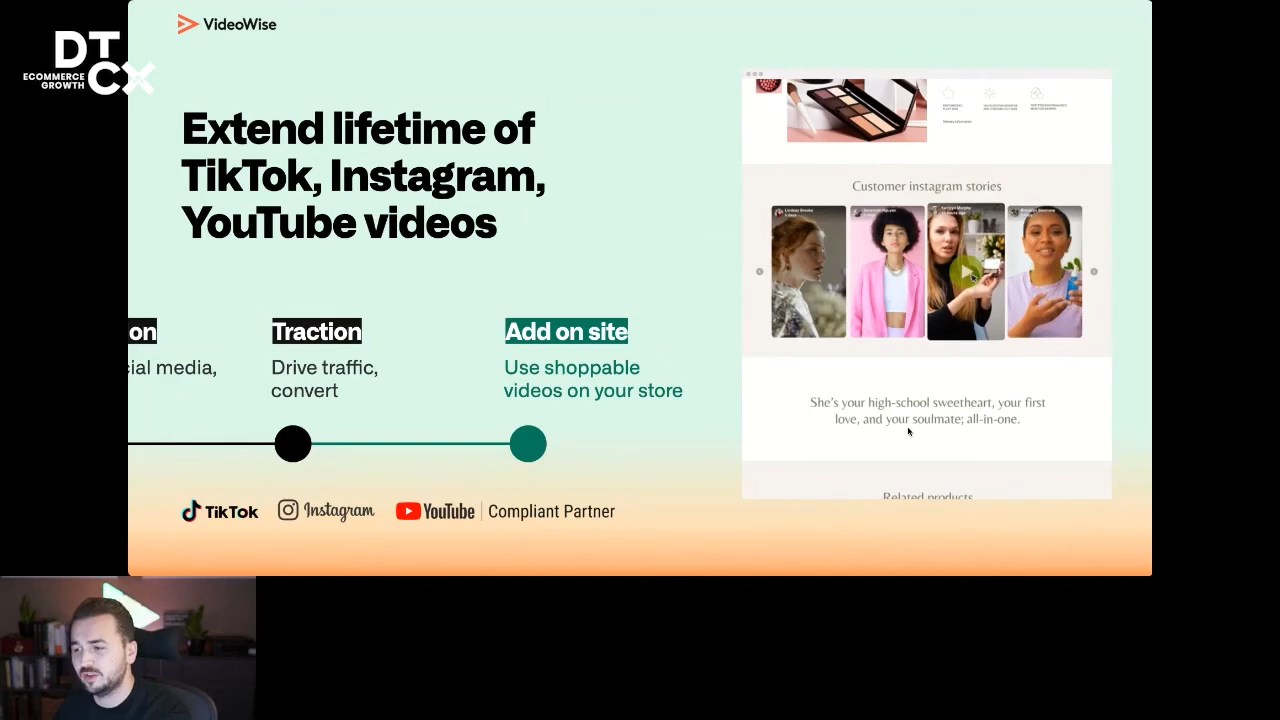 VideoWise
DTCX
ECOMMERCE
GROWTH
Extend lifetime of
TikTok, Instagram,
YouTube videos
on
cial media,
Traction
Drive traffic,
convert
Add on site
Use shoppable
videos on your store
TikTok
Instagram
YouTube
Compliant Partner
Customer instagram stories
She's your high-school sweetheart, your first
love, and your soulmate; all-in-one.
Related products